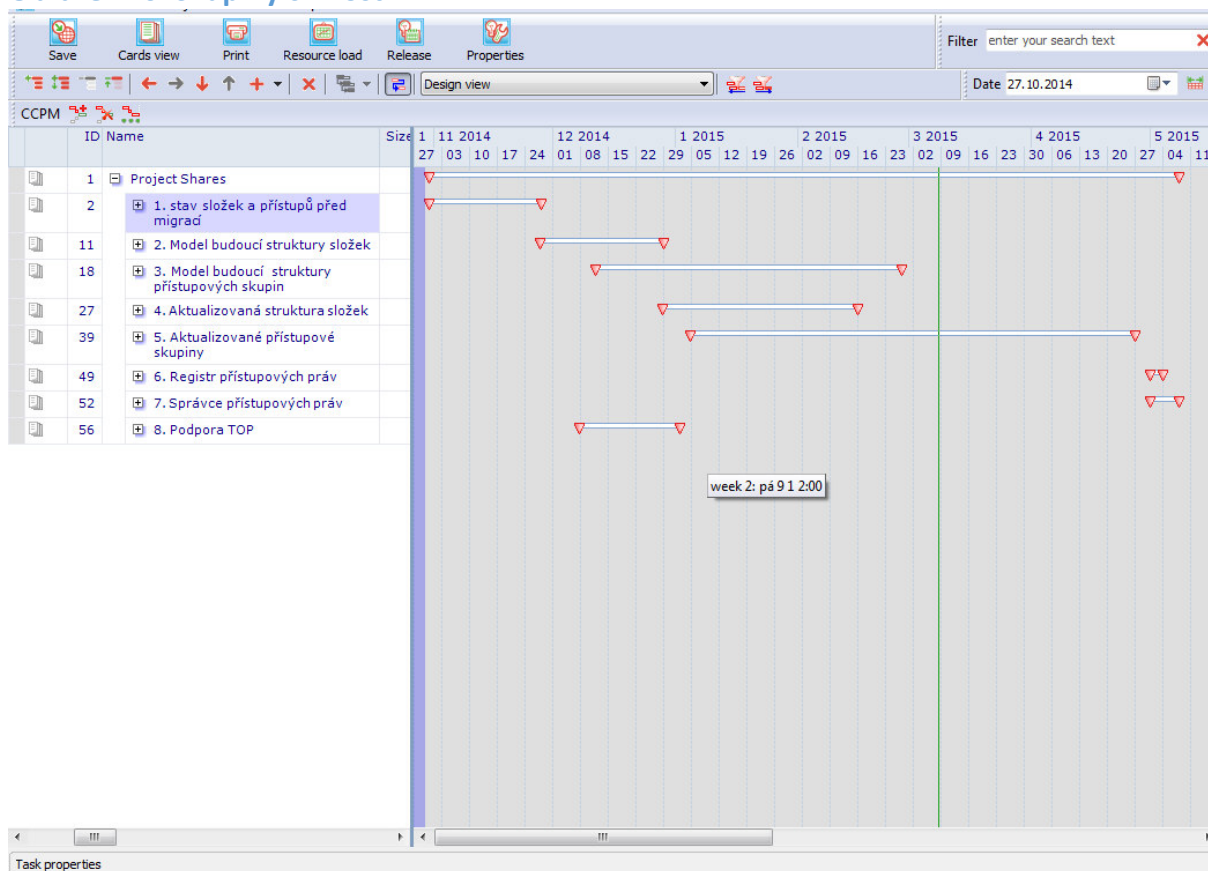 Save Cards view Print Resource load Release Properties Filter enter your search text
Design view Date 27.10.2014
CCPM
ID Name Size 1 11 2014 12 2014 1 2015 2 2015 3 2015 4 2015 5 2015
27 03 10 17 24 01 08 15 22 29 05 12 19 26 02 09 16 23 02 09 16 23 30 06 13 20 27 04 11
1 Project Shares
2 1. stav složek a přístupů před
migrací
11 2. Model budoucí struktury složek
18 3. Model budoucí struktury
přístupových skupin
27 4. Aktualizovaná struktura složek
39 5. Aktualizované přístupové
skupiny
49 6. Registr přístupových práv
52 7. Správce přístupových práv
56 8. Podpora TOP
week 2: pá 9 1 2:00
Task properties